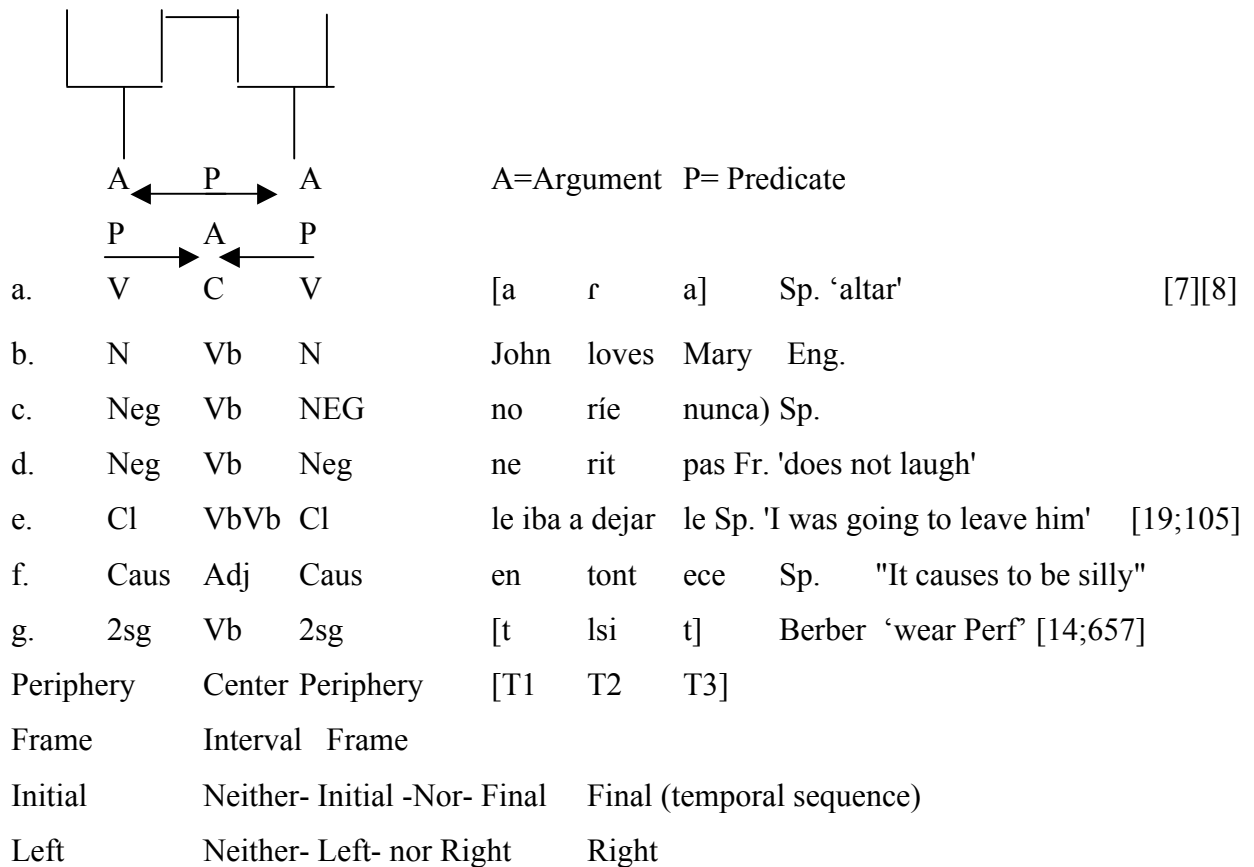 A P A A=Argument P= Predicate
P A P
a. V C V [a ɾ a] Sp. ‘altar' [7][8]
b. N Vb N John loves Mary Eng.
c. Neg Vb NEG no ríe nunca) Sp.
d. Neg Vb Neg ne rit pas Fr. 'does not laugh'
e. Cl VbVb Cl le iba a dejar le Sp. 'I was going to leave him' [19;105]
f. Caus Adj Caus en tont ece Sp. "It causes to be silly"
g. 2sg Vb 2sg [t lsi t] Berber ‘wear Perf’ [14;657]
Periphery Center Periphery [T1 T2 T3]
Frame Interval Frame
Initial Neither- Initial -Nor- Final Final (temporal sequence)
Left Neither- Left- nor Right Right